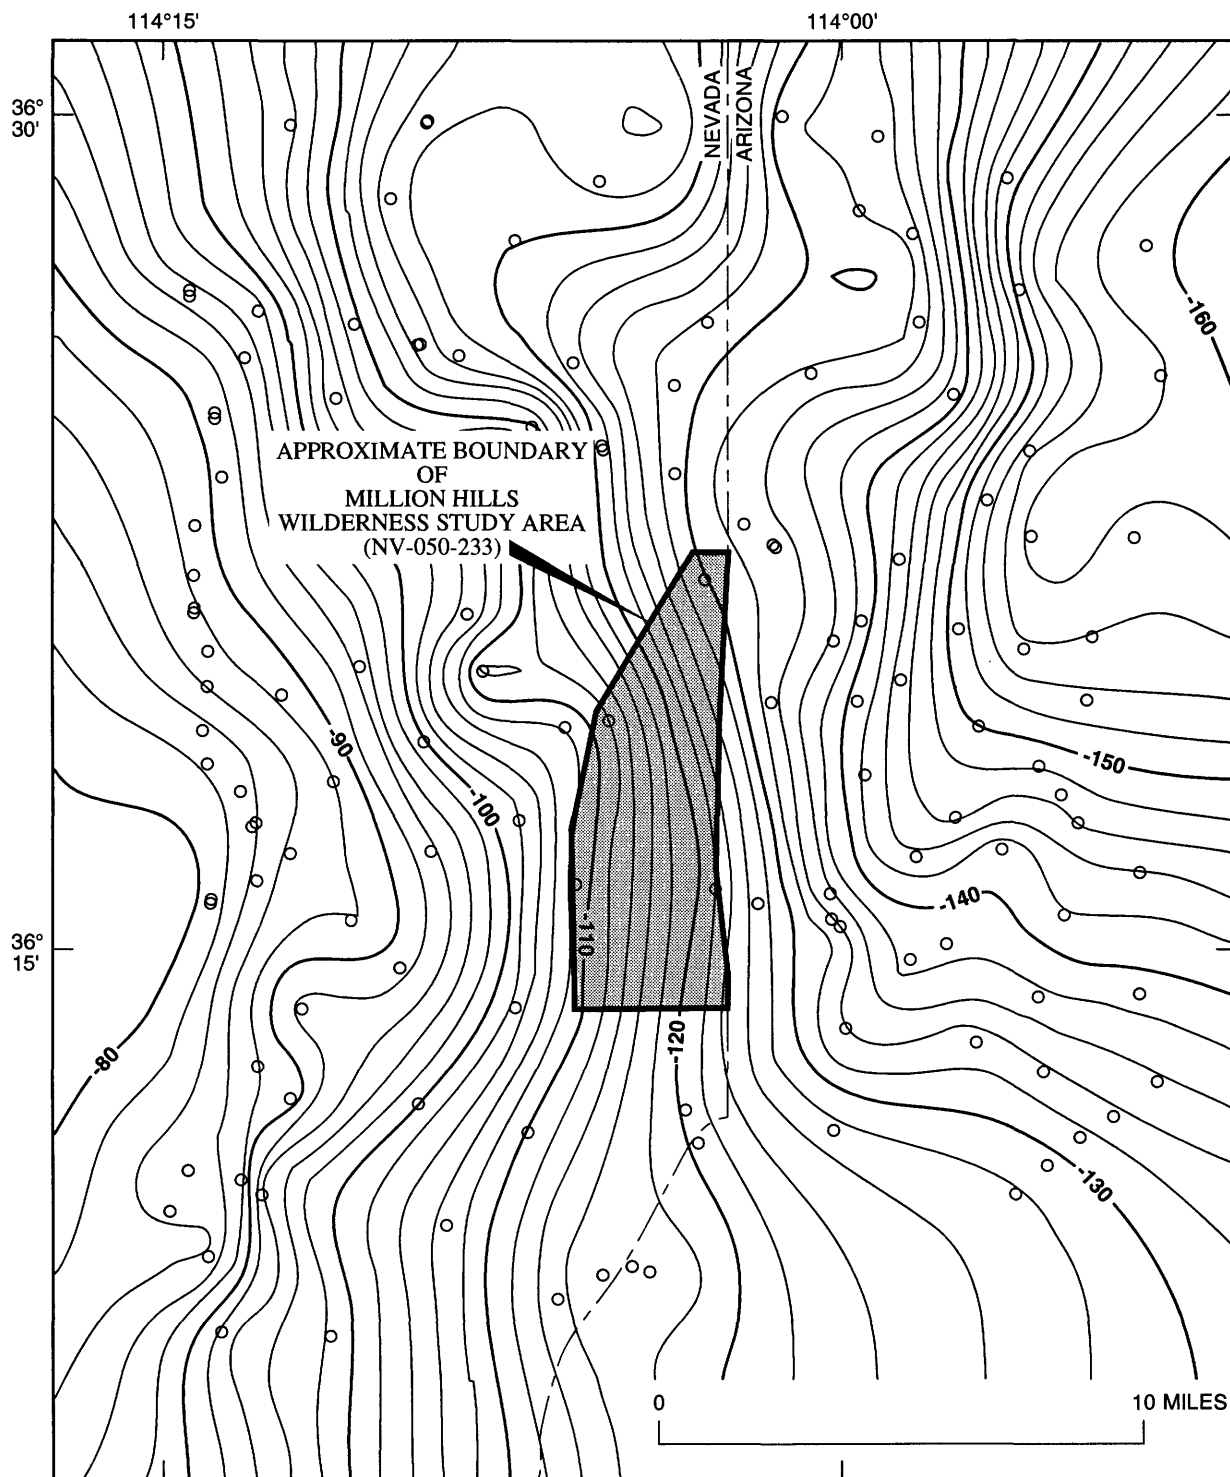 114°15'
114°00'
36°
30'
NEVADA
ARIZONA
-160
APPROXIMATE BOUNDARY
OF
MILLION HILLS
WILDERNESS STUDY AREA
(NV-050-233)
-90
-150
-100
-140
-110
36°
15'
-120
-80
-130
0
10 MILES